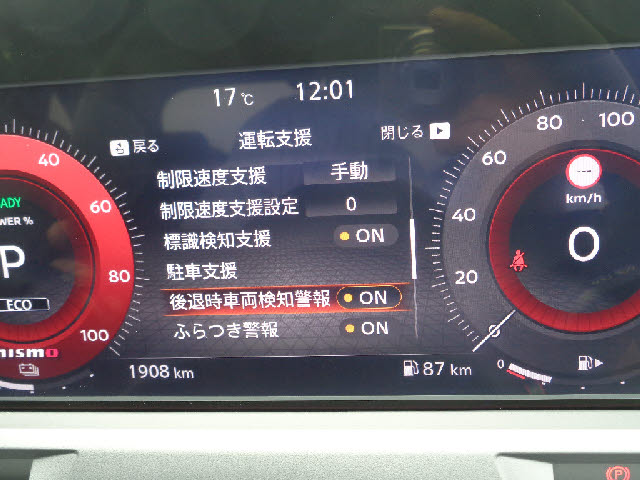 17℃ 12:01
戻る 運転支援 閉じる
制限速度支援 手動
制限速度支援設定 0
標識検知支援 ON
駐車支援
後退時車両検知警報 ON
ふらつき警報 ON
1908 km 87 km
40
60
80
100
P
ECO
nismo
0
20
40
60
80
100
---
km/h
0
0
P